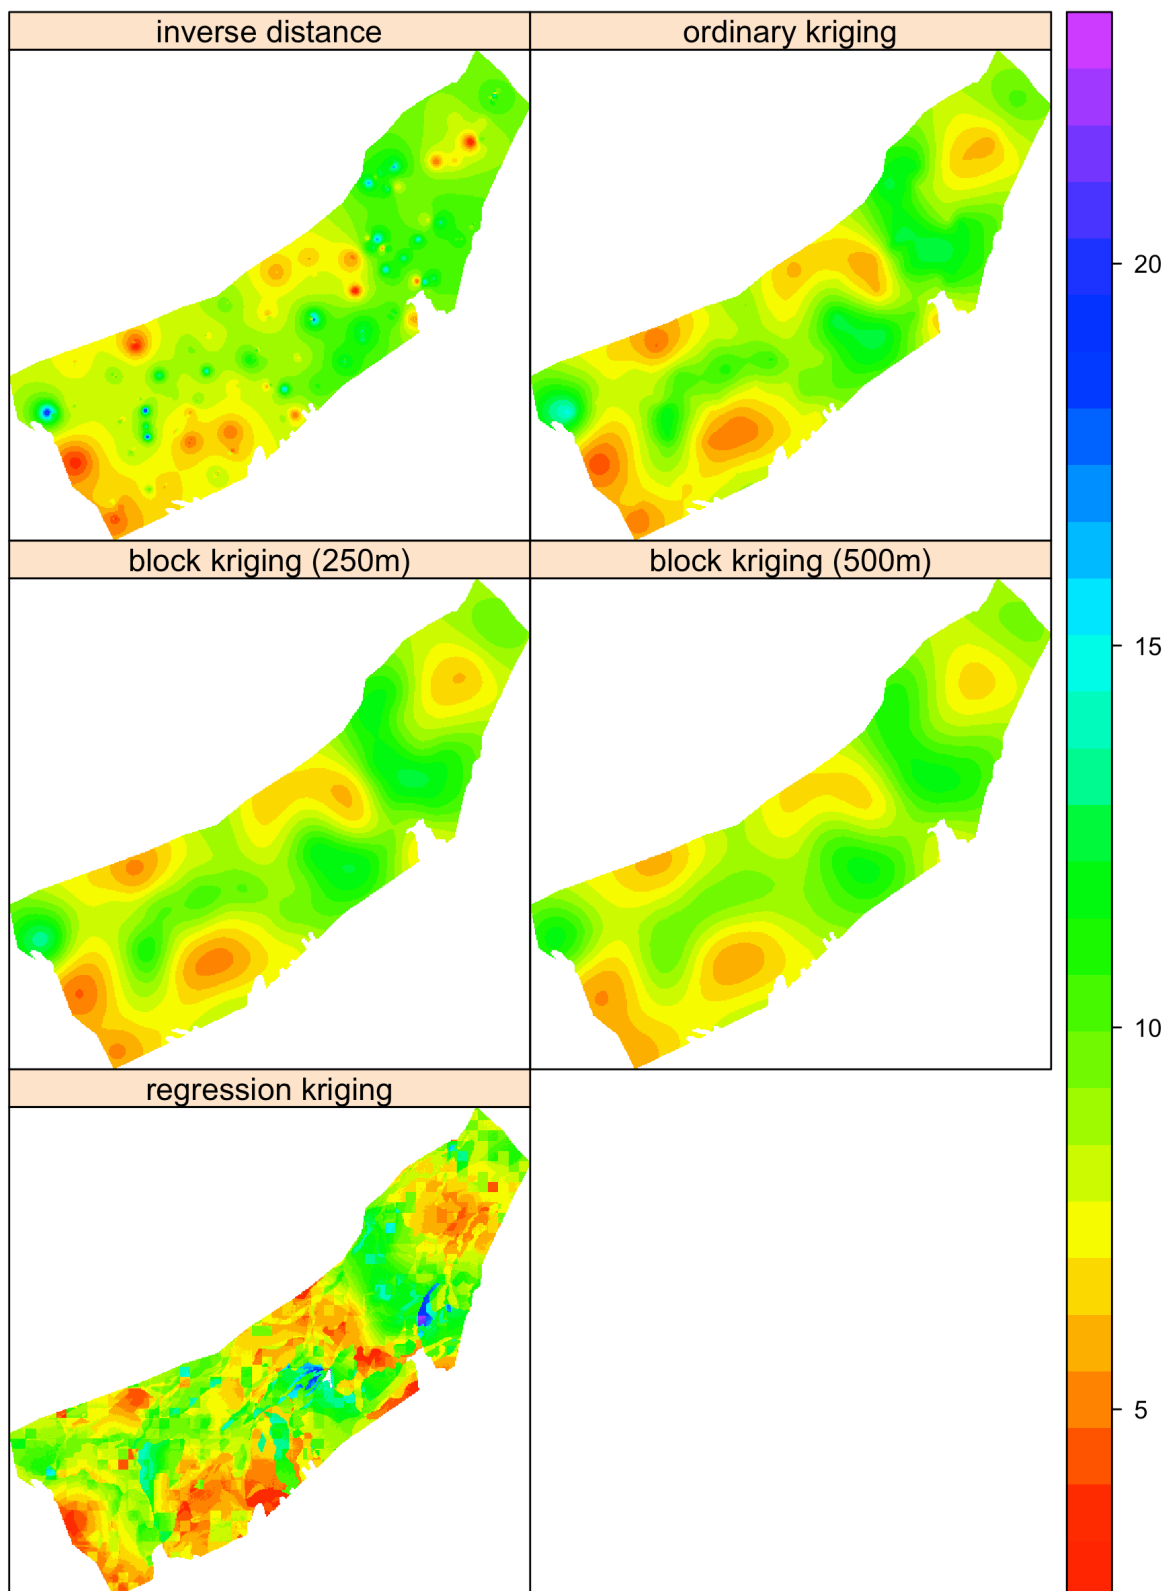 inverse distance
ordinary kriging
block kriging (250m)
block kriging (500m)
regression kriging
20
15
10
5